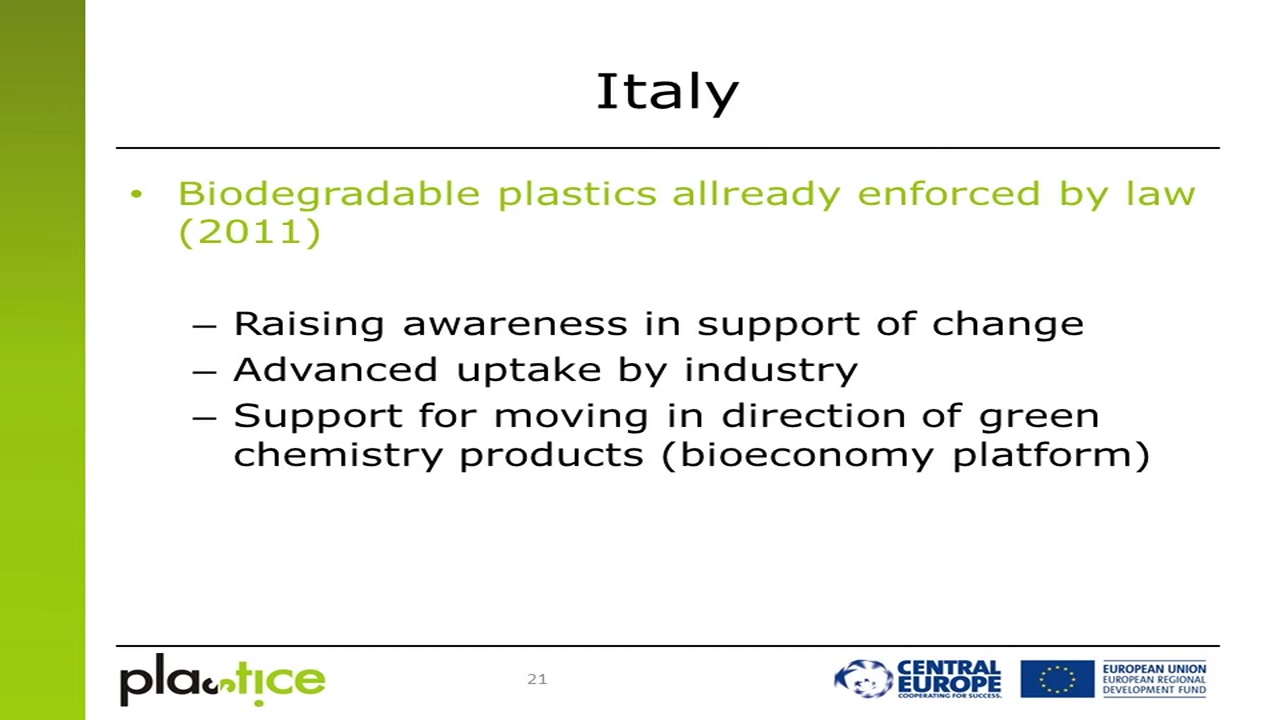 Italy
• Biodegradable plastics allready enforced by law
(2011)
– Raising awareness in support of change
– Advanced uptake by industry
– Support for moving in direction of green
chemistry products (bioeconomy platform)
plastice
21
CENTRAL
EUROPE
COOPERATING FOR SUCCESS.
EUROPEAN UNION
EUROPEAN REGIONAL
DEVELOPMENT FUND